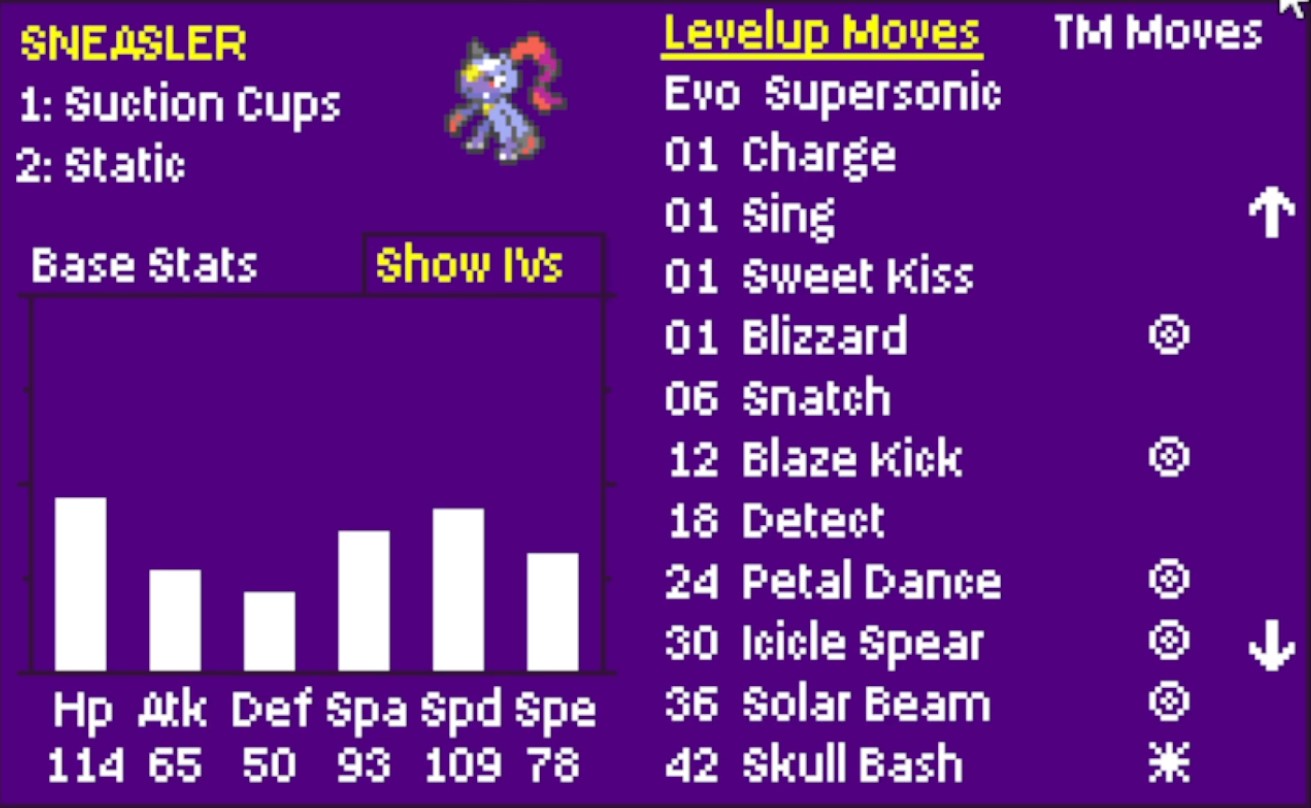 SNEASLER
1: Suction Cups
2: Static
Base Stats
Show IVs
Hp Atk Def Spa Spd Spe
114 65 50 93 109 78
Levelup Moves
TM Moves
Evo Supersonic
01 Charge
01 Sing
01 Sweet Kiss
01 Blizzard
06 Snatch
12 Blaze Kick
18 Detect
24 Petal Dance
30 Icicle Spear
36 Solar Beam
42 Skull Bash